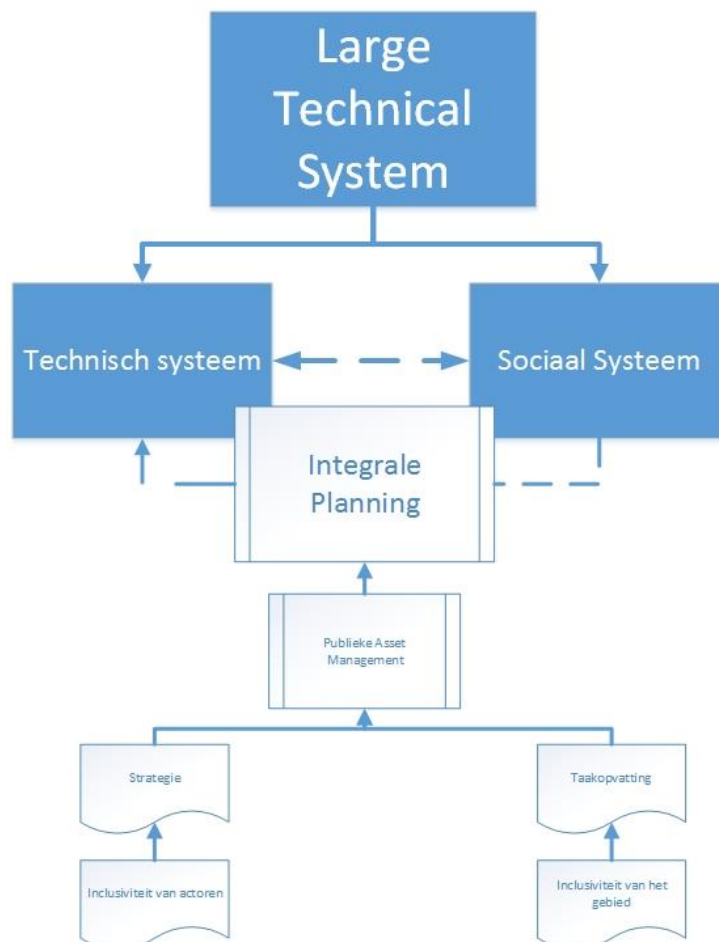 Large
Technical
System
Technisch systeem
Sociaal Systeem
Integrale
Planning
Publieke Asset
Management
Strategie
Taakopvatting
Inclusiviteit van actoren
Inclusiviteit van het
gebied